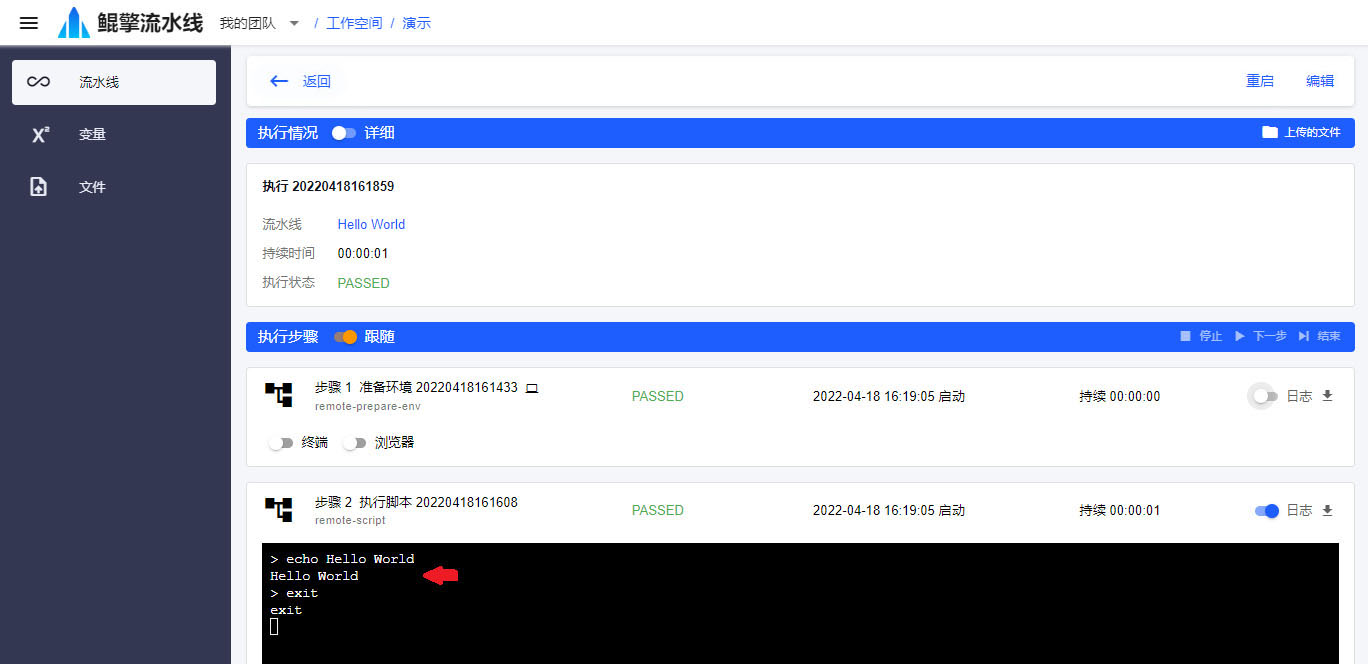 鲲擎流水线 我的团队 / 工作空间 / 演示
流水线
变量
文件
返回 重启 编辑
执行情况 详细 上传的文件
执行 20220418161859
流水线 Hello World
持续时间 00:00:01
执行状态 PASSED
执行步骤 跟随 停止 下一步 结束
步骤 1 准备环境 20220418161433
remote-prepare-env
PASSED 2022-04-18 16:19:05 启动 持续 00:00:00 日志
终端 浏览器
步骤 2 执行脚本 20220418161608
remote-script
PASSED 2022-04-18 16:19:05 启动 持续 00:00:01 日志
> echo Hello World
Hello World
> exit
exit